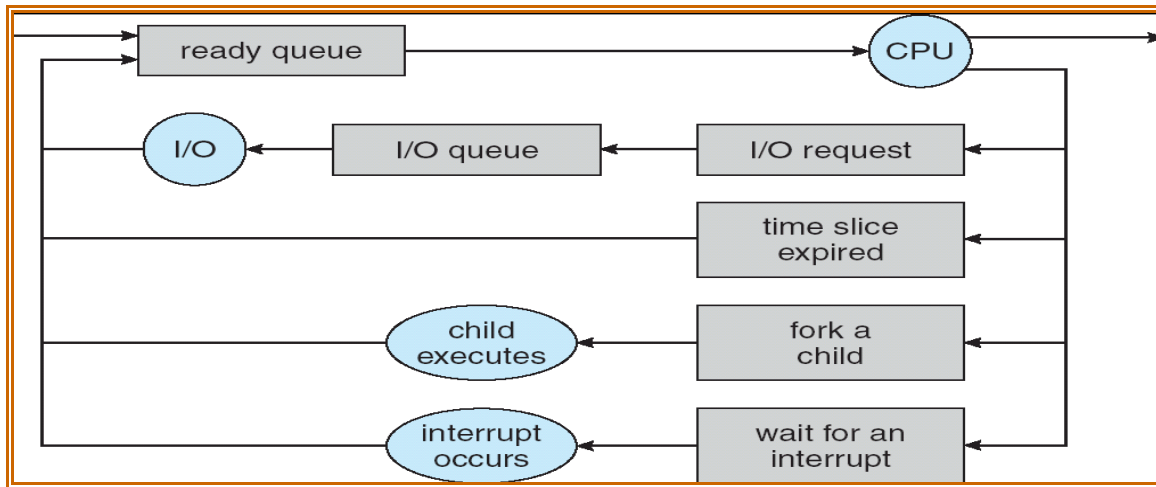 ready queue
CPU
I/O
I/O queue
I/O request
time slice
expired
child
executes
fork a
child
interrupt
occurs
wait for an
interrupt